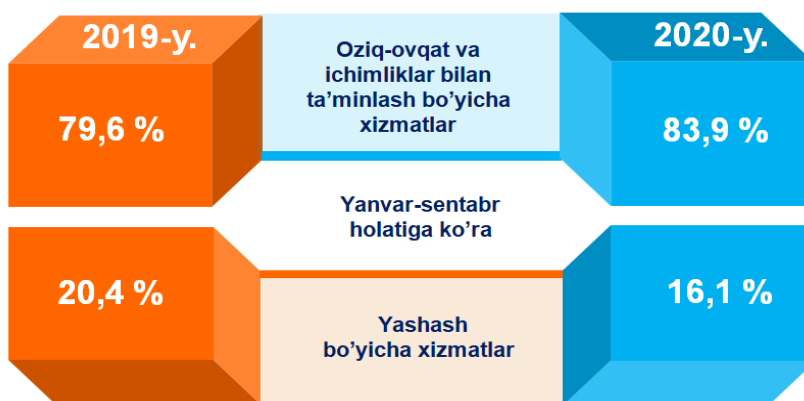 2019-y.
79,6 %
Oziq-ovqat va
ichimliklar bilan
ta’minlash bo’yicha
xizmatlar
2020-y.
83,9 %
Yanvar-sentabr
holatiga ko’ra
20,4 %
Yashash
bo’yicha xizmatlar
16,1 %